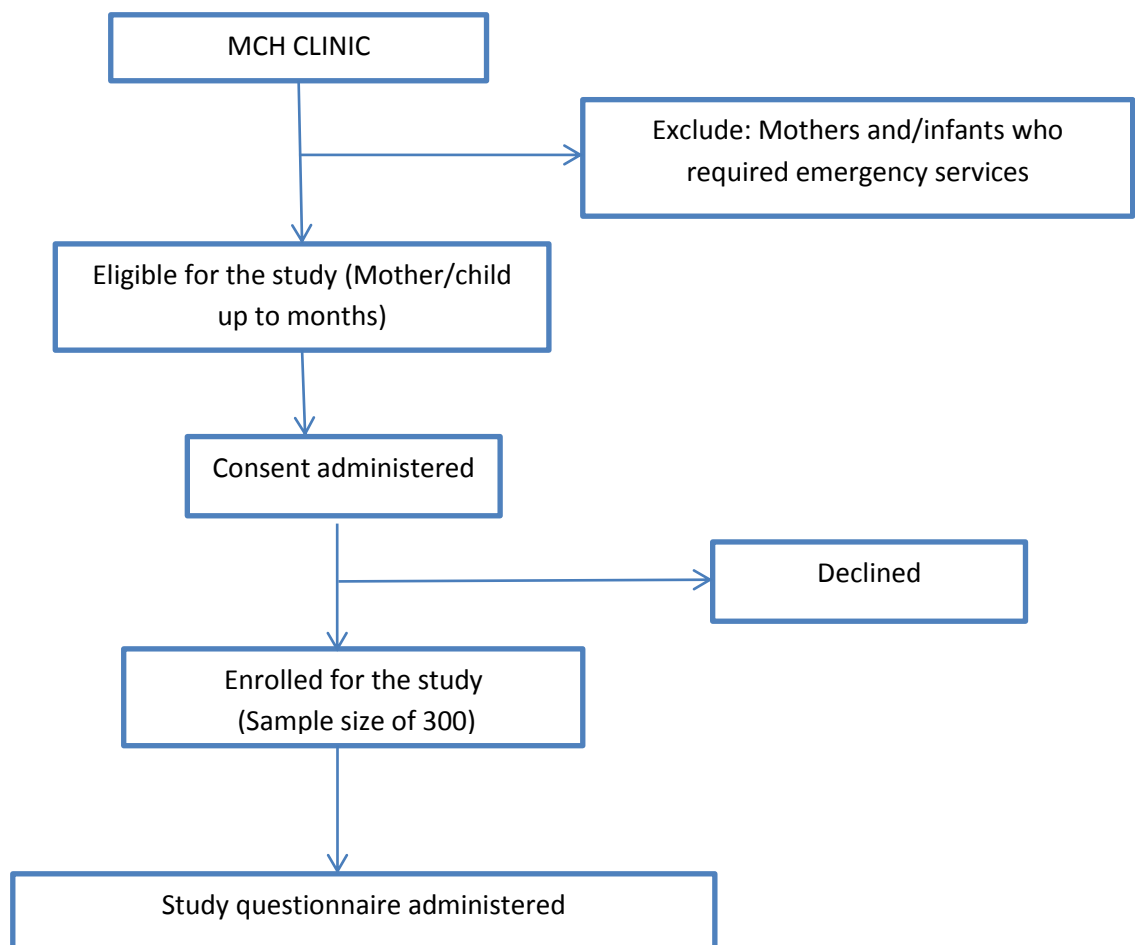 MCH CLINIC
Exclude: Mothers and/infants who
required emergency services
Eligible for the study (Mother/child
up to months)
Consent administered
Declined
Enrolled for the study
(Sample size of 300)
Study questionnaire administered